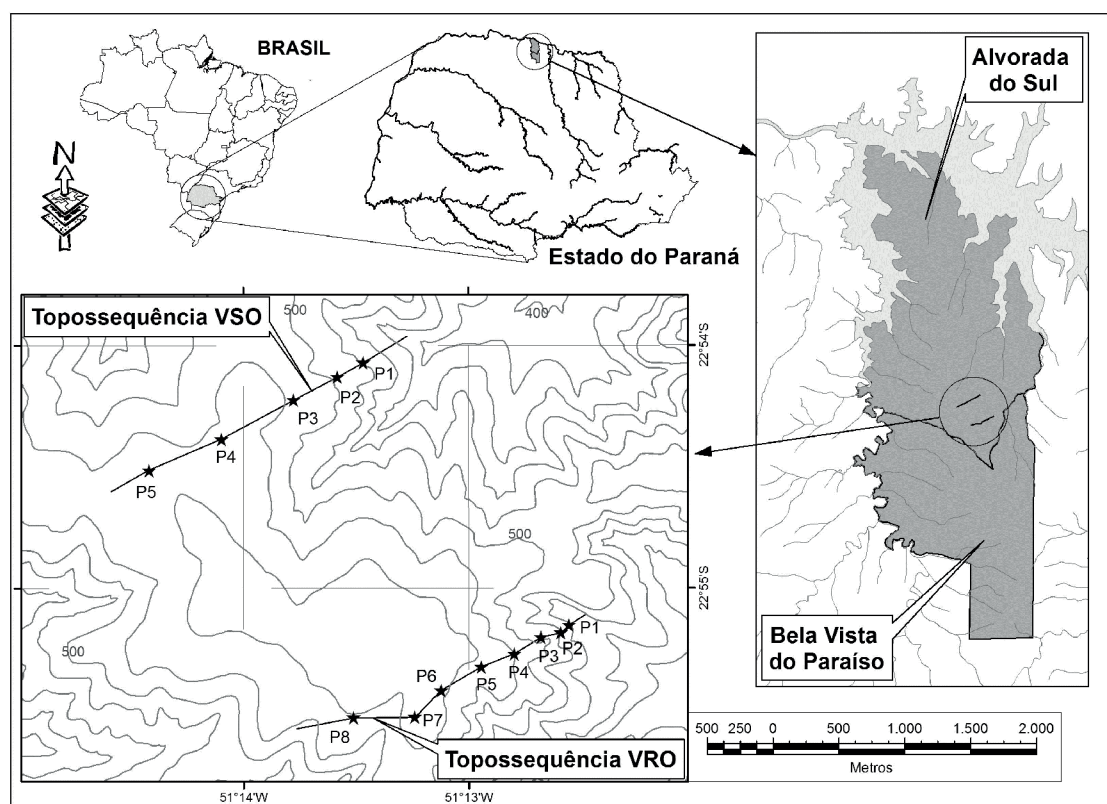 BRASIL
N
Estado do Paraná
Alvorada
do Sul
Topossequência VSO
500
400
22°54'S
P1
P2
P3
P4
P5
500
22°55'S
P1
P2
P3
P4
P5
P6
P7
P8
500
Topossequência VRO
51°14'W
51°13'W
Bela Vista
do Paraíso
500 250 0 500 1.000 1.500 2.000
Metros